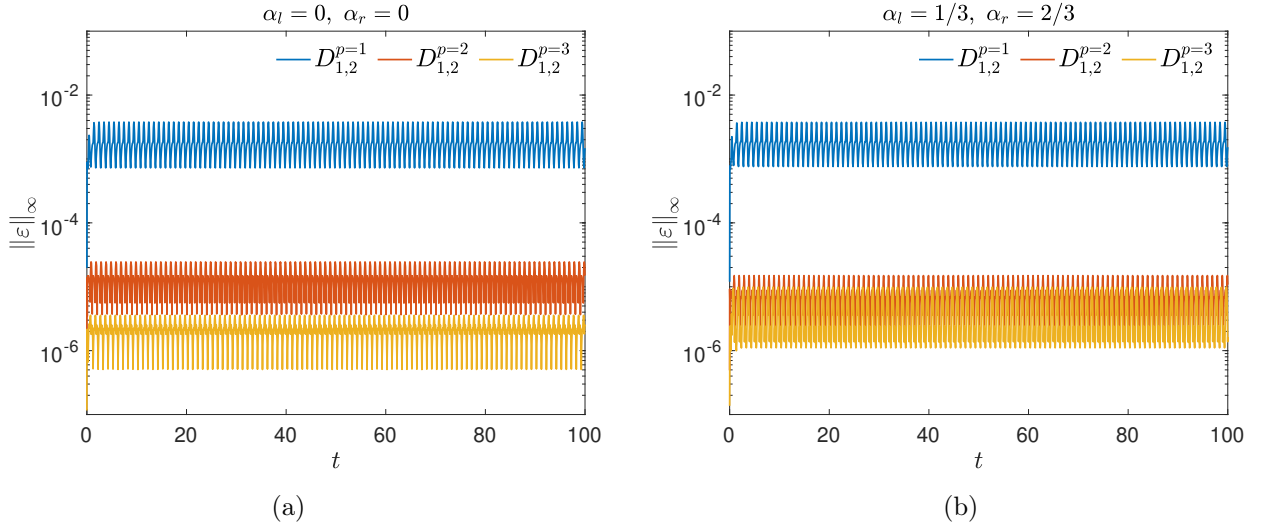 α_l = 0, α_r = 0
D_{1,2}^{p=1} D_{1,2}^{p=2} D_{1,2}^{p=3}
10^{-2}
10^{-4}
10^{-6}
‖ε‖_∞
0 20 40 60 80 100
t
(a)
α_l = 1/3, α_r = 2/3
D_{1,2}^{p=1} D_{1,2}^{p=2} D_{1,2}^{p=3}
10^{-2}
10^{-4}
10^{-6}
‖ε‖_∞
0 20 40 60 80 100
t
(b)